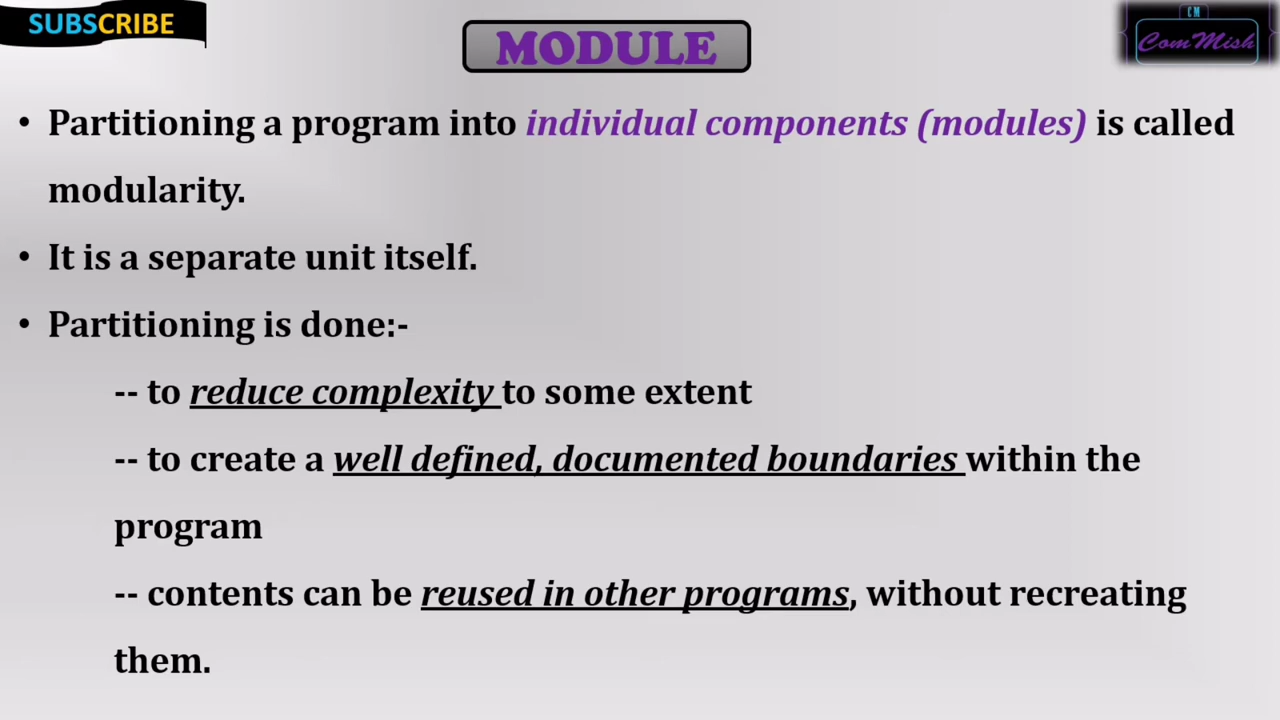 SUBSCRIBE
MODULE
CM
ComMish
• Partitioning a program into individual components (modules) is called
modularity.
• It is a separate unit itself.
• Partitioning is done:-
-- to reduce complexity to some extent
-- to create a well defined, documented boundaries within the
program
-- contents can be reused in other programs, without recreating
them.